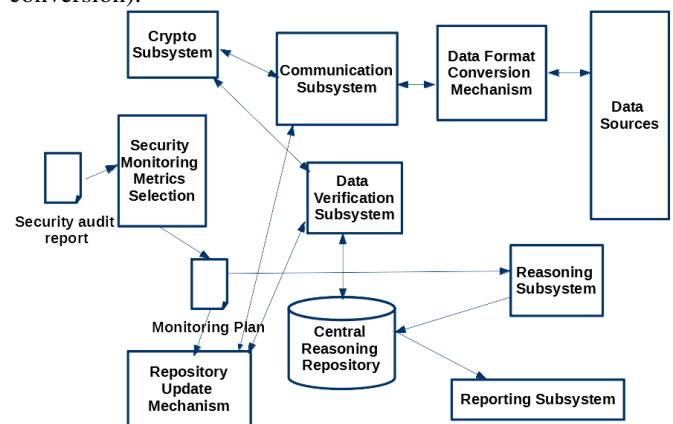 conversion).
Crypto
Subsystem
Communication
Subsystem
Data Format
Conversion
Mechanism
Data
Sources
Security
Monitoring
Metrics
Selection
Security audit
report
Data
Verification
Subsystem
Reasoning
Subsystem
Monitoring Plan
Central
Reasoning
Repository
Repository
Update
Mechanism
Reporting Subsystem